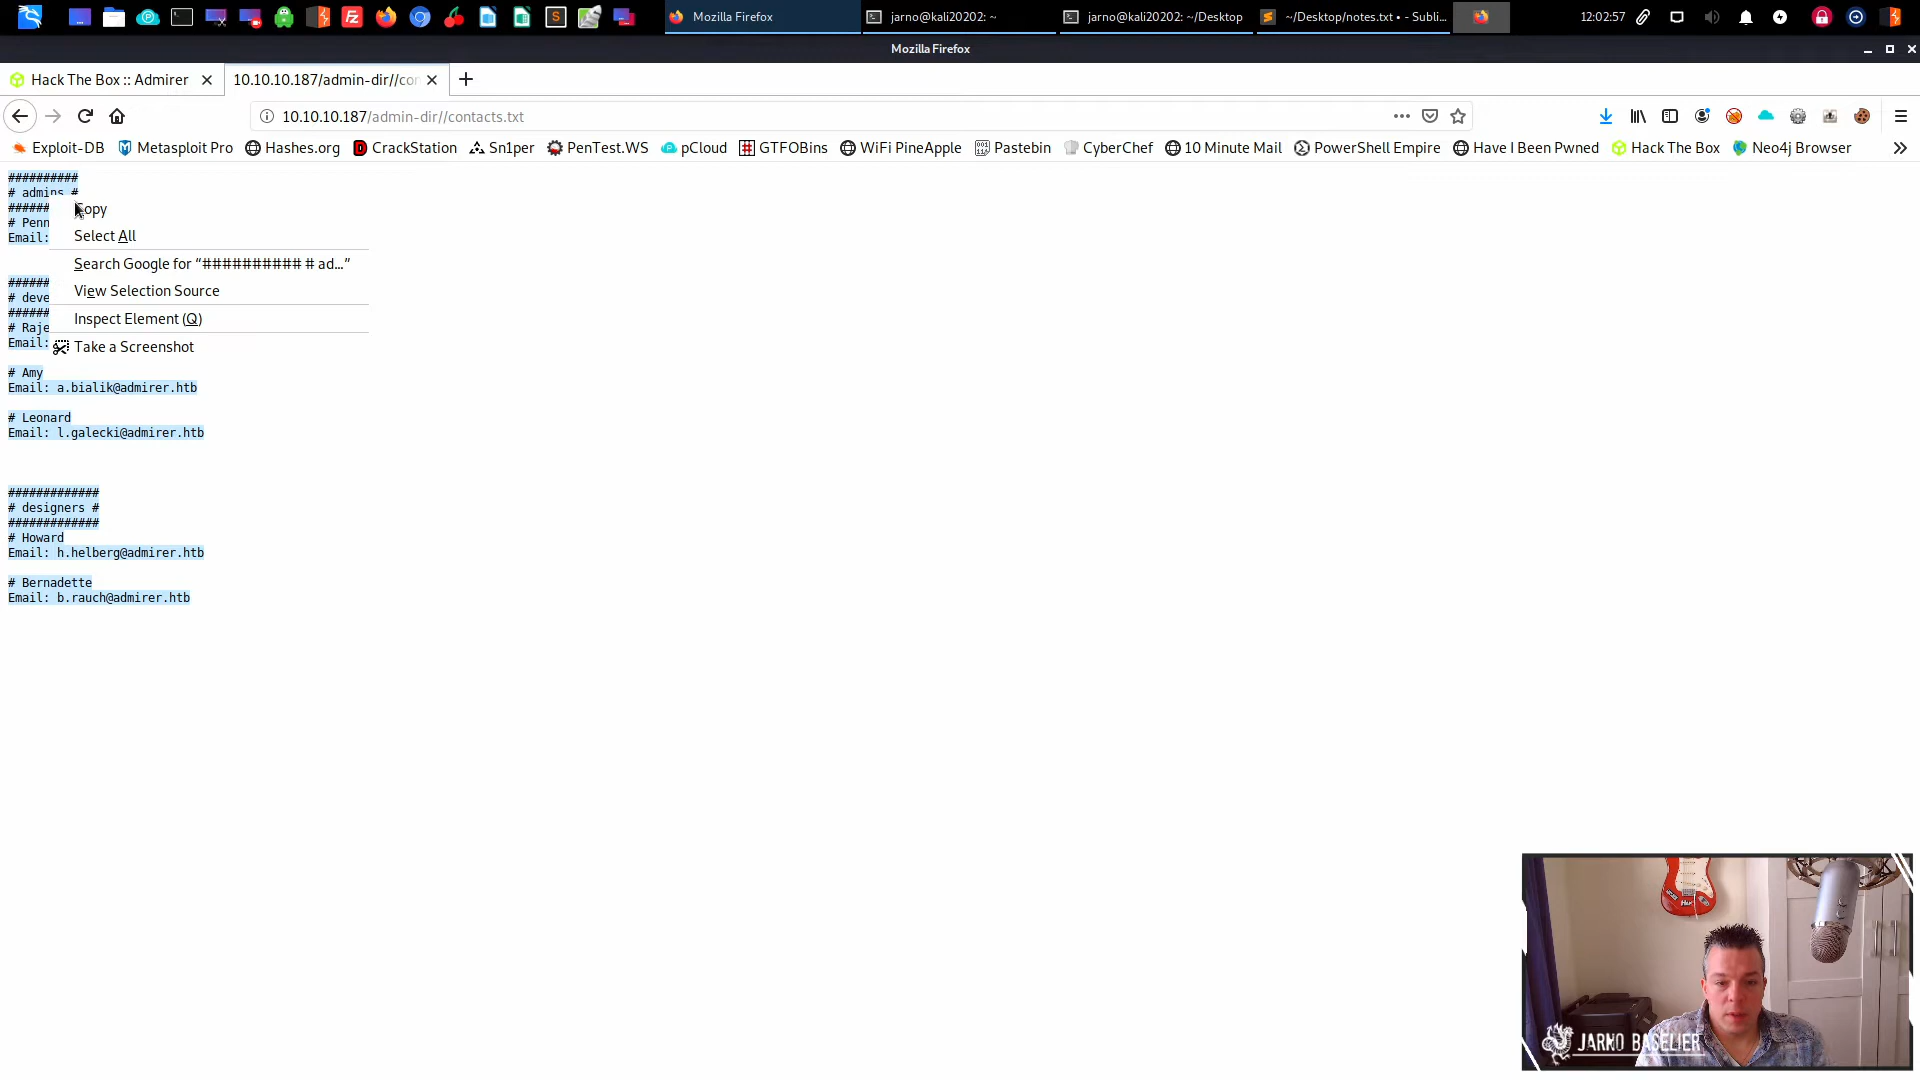 Mozilla Firefox
jarno@kali20202: ~
jarno@kali20202: ~/Desktop
~/Desktop/notes.txt • - Subli...
12:02:57
Mozilla Firefox
Hack The Box :: Admirer
10.10.10.187/admin-dir//con
10.10.10.187/admin-dir//contacts.txt
Exploit-DB
Metasploit Pro
Hashes.org
CrackStation
Sn1per
PenTest.WS
pCloud
GTFOBins
WiFi PineApple
Pastebin
CyberChef
10 Minute Mail
PowerShell Empire
Have I Been Pwned
Hack The Box
Neo4j Browser
##########
# admins #
######
# Penn
Email:
Copy
Select All
Search Google for “########## # ad...”
View Selection Source
Inspect Element (Q)
Take a Screenshot
######
# deve
######
# Raje
Email:
# Amy
Email: a.bialik@admirer.htb
# Leonard
Email: l.galecki@admirer.htb
#############
# designers #
#############
# Howard
Email: h.helberg@admirer.htb
# Bernadette
Email: b.rauch@admirer.htb
JARNO BASELIER